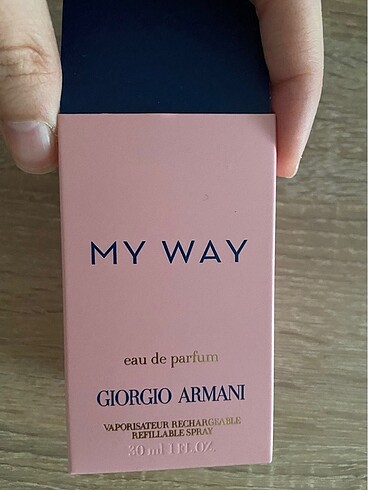 MY WAY
eau de parfum
GIORGIO ARMANI
VAPORISATEUR RECHARGEABLE
REFILLABLE SPRAY
30 ml 1 FL.OZ.